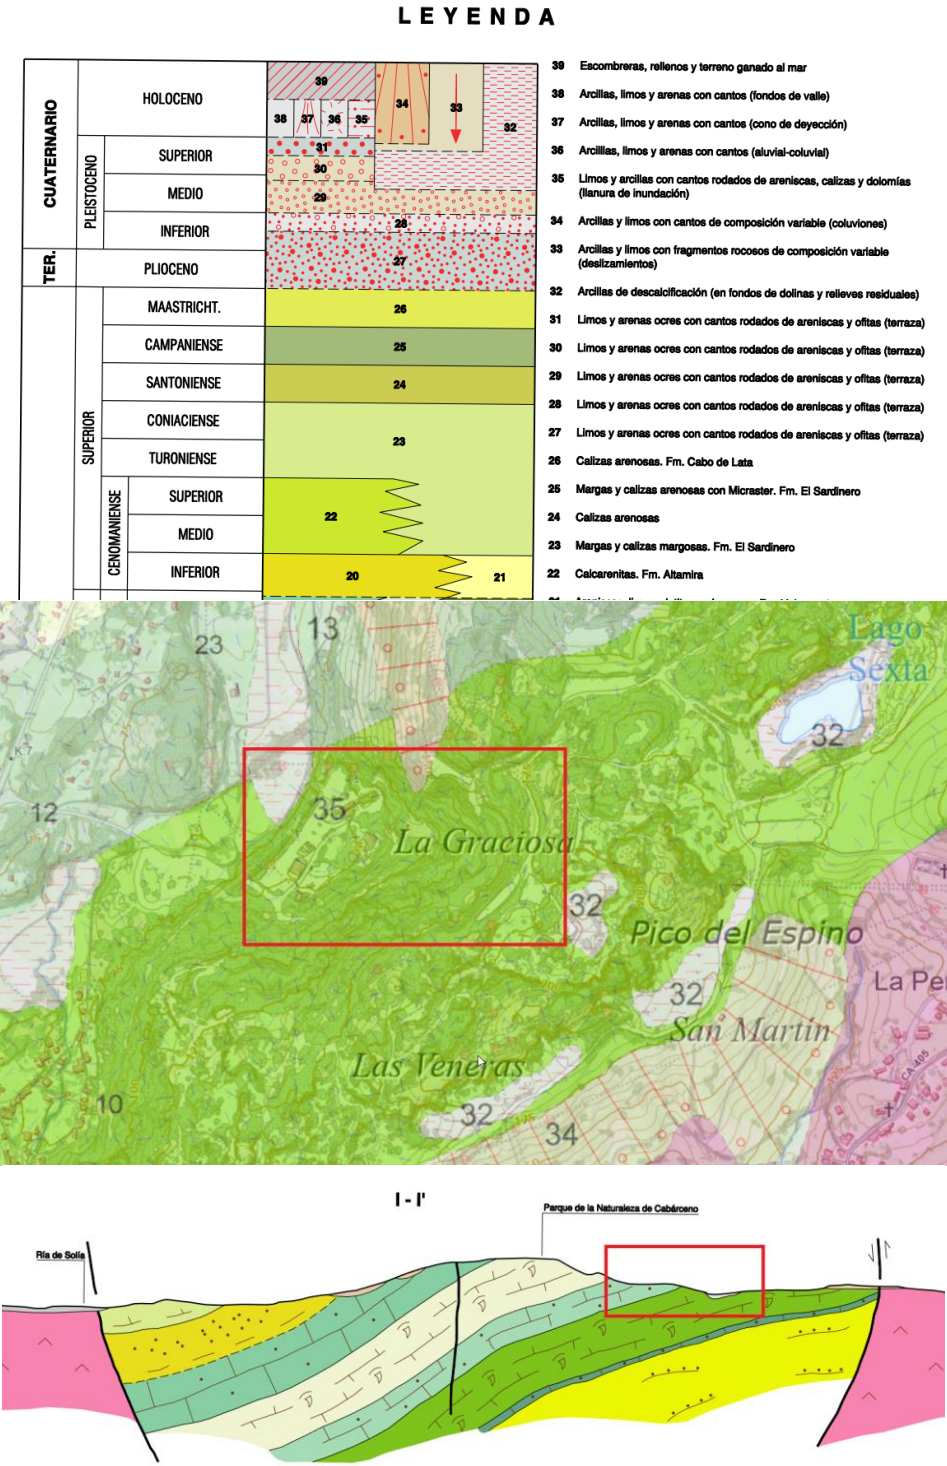 LEYENDA
CUATERNARIO
TER.
PLEISTOCENO
HOLOCENO
SUPERIOR
MEDIO
INFERIOR
PLIOCENO
SUPERIOR
MAASTRICHT.
CAMPANIENSE
SANTONIENSE
CONIACIENSE
TURONIENSE
CENOMANIENSE
SUPERIOR
MEDIO
INFERIOR
39
38
37
36
35
34
33
32
31
30
29
28
27
26
25
24
23
22
20
21
39 Escombreras, rellenos y terreno ganado al mar
38 Arcillas, limos y arenas con cantos (fondos de valle)
37 Arcillas, limos y arenas con cantos (cono de deyección)
36 Arcilllas, limos y arenas con cantos (aluvial-coluvial)
35 Limos y arcillas con cantos rodados de areniscas, calizas y dolomías
(llanura de inundación)
34 Arcillas y limos con cantos de composición variable (coluviones)
33 Arcillas y limos con fragmentos rocosos de composición variable
(deslizamientos)
32 Arcillas de descalcificación (en fondos de dolinas y relieves residuales)
31 Limos y arenas ocres con cantos rodados de areniscas y ofitas (terraza)
30 Limos y arenas ocres con cantos rodados de areniscas y ofitas (terraza)
29 Limos y arenas ocres con cantos rodados de areniscas y ofitas (terraza)
28 Limos y arenas ocres con cantos rodados de areniscas y ofitas (terraza)
27 Limos y arenas ocres con cantos rodados de areniscas y ofitas (terraza)
26 Calizas arenosas. Fm. Cabo de Lata
25 Margas y calizas arenosas con Micraster. Fm. El Sardinero
24 Calizas arenosas
23 Margas y calizas margosas. Fm. El Sardinero
22 Calcarenitas. Fm. Altamira
23
13
Lago
Sexta
32
K.7
12
35
La Graciosa
32
Pico del Espino
La Pe
32
San Martín
Las Veneras
CA-405
10
32
34
I - I'
Parque de la Naturaleza de Cabárceno
Ría de Solía